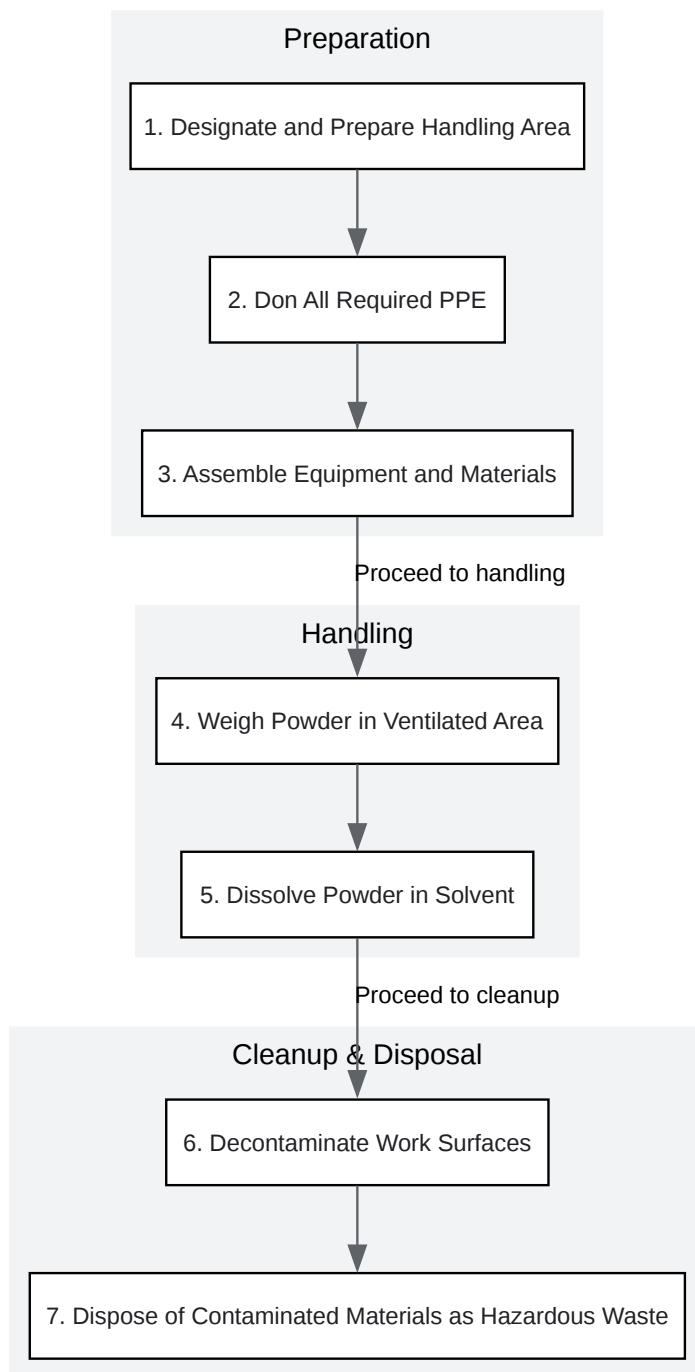 Preparation
1. Designate and Prepare Handling Area
2. Don All Required PPE
3. Assemble Equipment and Materials
Proceed to handling
Handling
4. Weigh Powder in Ventilated Area
5. Dissolve Powder in Solvent
Proceed to cleanup
Cleanup & Disposal
6. Decontaminate Work Surfaces
7. Dispose of Contaminated Materials as Hazardous Waste